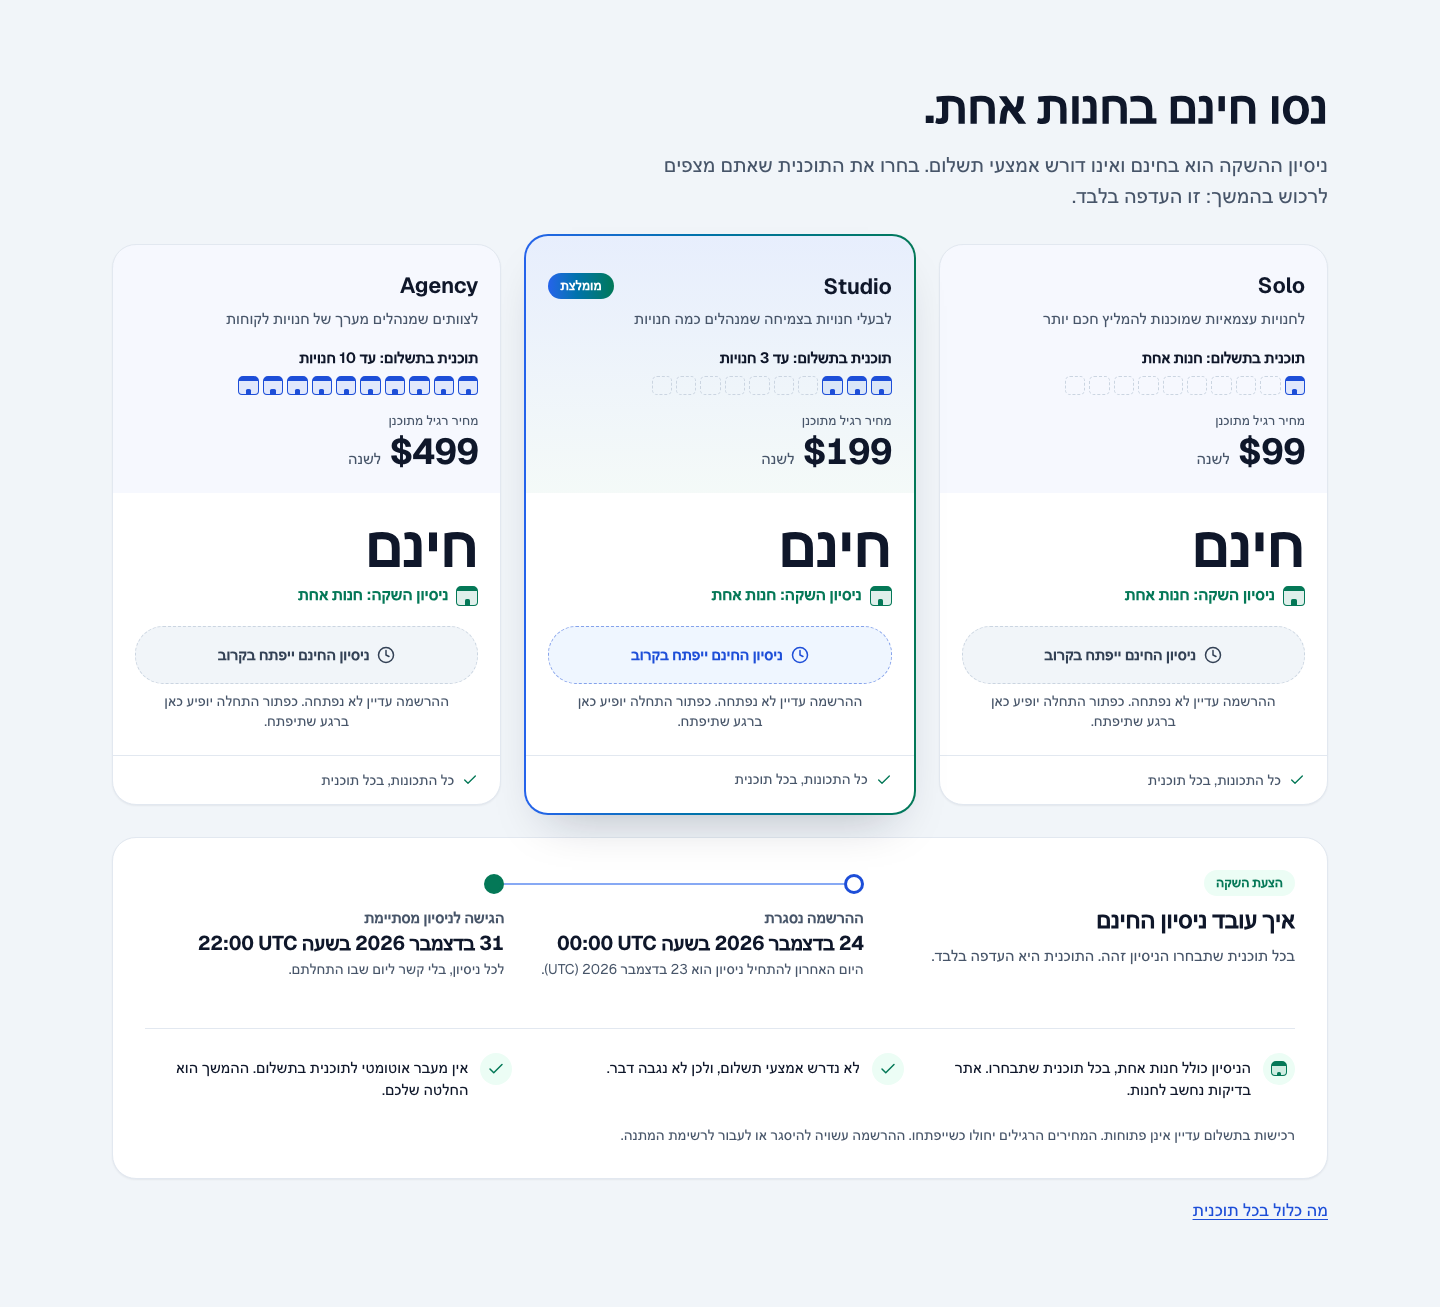 נסו חינם בחנות אחת.
ניסיון ההשקה הוא בחינם ואינו דורש אמצעי תשלום. בחרו את התוכנית שאתם מצפים
לרכוש בהמשך: זו העדפה בלבד.
Solo
לחנויות עצמאיות שמוכנות להמליץ חכם יותר
תוכנית בתשלום: חנות אחת
מחיר רגיל מתוכנן
$99 לשנה
חינם
ניסיון השקה: חנות אחת
ניסיון החינם ייפתח בקרוב
ההרשמה עדיין לא נפתחה. כפתור התחלה יופיע כאן
ברגע שתיפתח.
כל התכונות, בכל תוכנית
Studio
מומלצת
לבעלי חנויות בצמיחה שמנהלים כמה חנויות
תוכנית בתשלום: עד 3 חנויות
מחיר רגיל מתוכנן
$199 לשנה
חינם
ניסיון השקה: חנות אחת
ניסיון החינם ייפתח בקרוב
ההרשמה עדיין לא נפתחה. כפתור התחלה יופיע כאן
ברגע שתיפתח.
כל התכונות, בכל תוכנית
Agency
לצוותים שמנהלים מערך של חנויות לקוחות
תוכנית בתשלום: עד 10 חנויות
מחיר רגיל מתוכנן
$499 לשנה
חינם
ניסיון השקה: חנות אחת
ניסיון החינם ייפתח בקרוב
ההרשמה עדיין לא נפתחה. כפתור התחלה יופיע כאן
ברגע שתיפתח.
כל התכונות, בכל תוכנית
הצעת השקה
איך עובד ניסיון החינם
בכל תוכנית שתבחרו הניסיון זהה. התוכנית היא העדפה בלבד.
ההרשמה נסגרת
24 בדצמבר 2026 בשעה 00:00 UTC
היום האחרון להתחיל ניסיון הוא 23 בדצמבר 2026 (UTC).
הגישה לניסיון מסתיימת
31 בדצמבר 2026 בשעה 22:00 UTC
לכל ניסיון, בלי קשר ליום שבו התחלתם.
הניסיון כולל חנות אחת, בכל תוכנית שתבחרו. אתר
בדיקות נחשב לחנות.
לא נדרש אמצעי תשלום, ולכן לא נגבה דבר.
אין מעבר אוטומטי לתוכנית בתשלום. ההמשך הוא
החלטה שלכם.
רכישות בתשלום עדיין אינן פתוחות. המחירים הרגילים יחולו כשייפתחו. ההרשמה עשויה להיסגר או לעבור לרשימת המתנה.
מה כלול בכל תוכנית